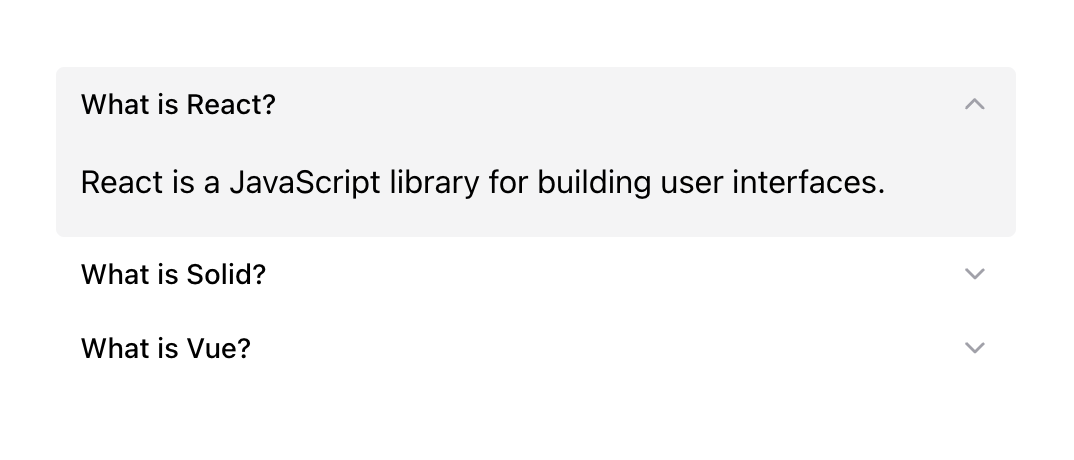 What is React?
React is a JavaScript library for building user interfaces.
What is Solid?
What is Vue?